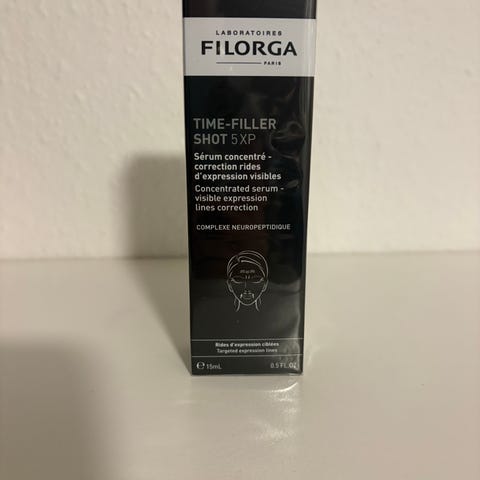 LABORATOIRES
FILORGA
PARIS
TIME-FILLER
SHOT 5XP
Sérum concentré -
correction rides
d'expression visibles
Concentrated serum -
visible expression
lines correction
COMPLEXE NEUROPEPTIDIQUE
Rides d'expression ciblées
Targeted expression lines
℮ 15mL 0.5 FL.OZ